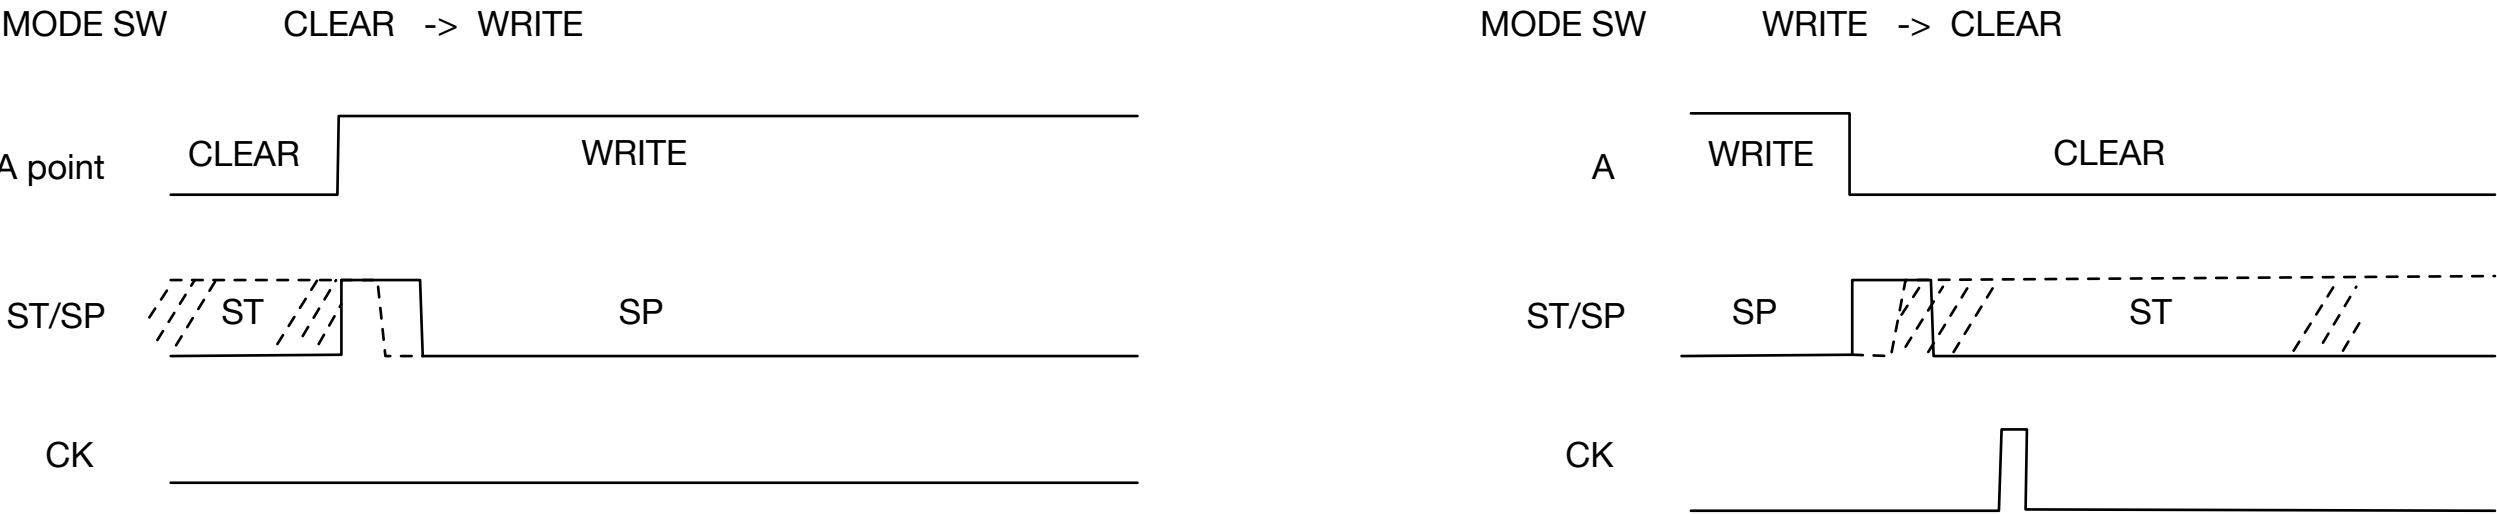 MODE SW CLEAR -> WRITE
A point CLEAR WRITE
ST/SP ST SP
CK
MODE SW WRITE -> CLEAR
A WRITE CLEAR
ST/SP SP ST
CK